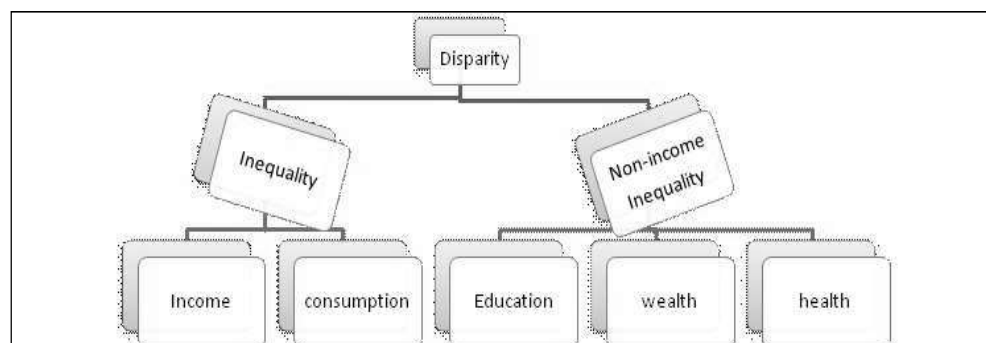 Disparity
Inequality
Non-income
Inequality
Income
consumption
Education
wealth
health